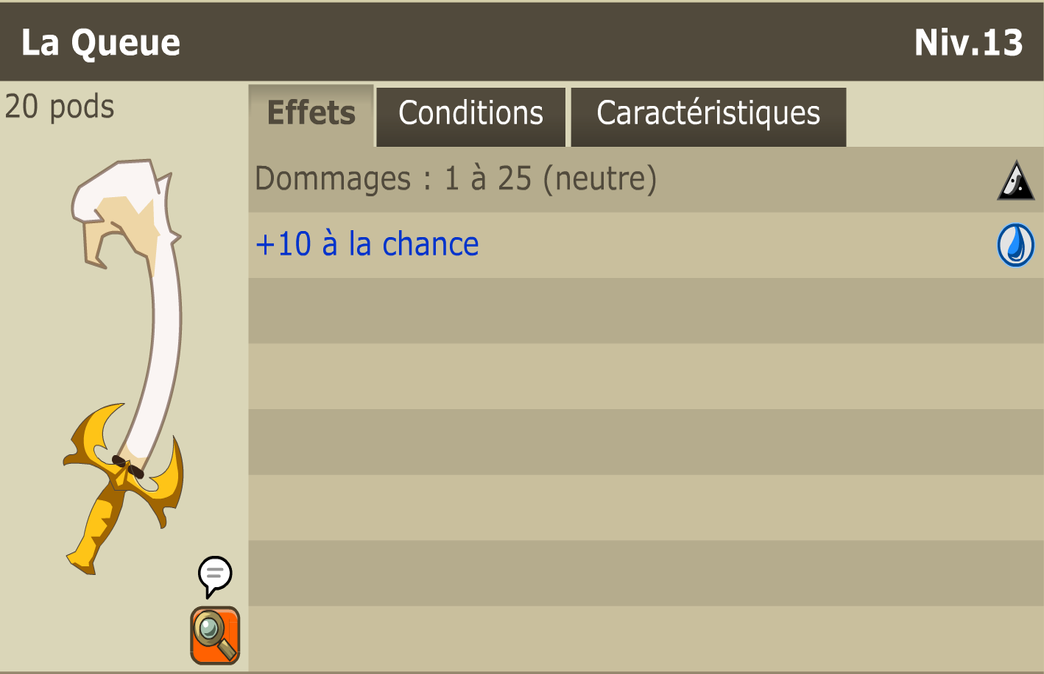 La Queue
Niv.13
20 pods
Effets
Conditions
Caractéristiques
Dommages : 1 à 25 (neutre)
+10 à la chance